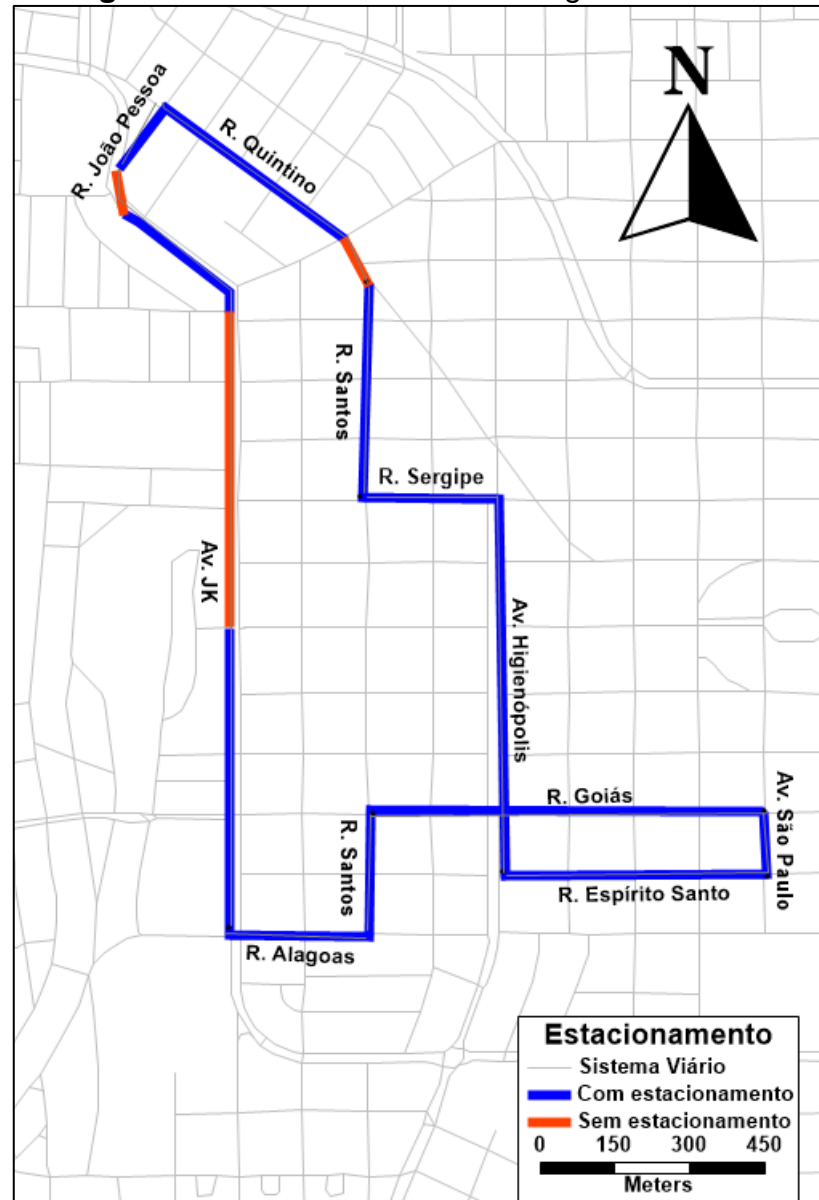 N
R. João Pessoa
R. Quintino
R. Santos
R. Sergipe
Av. JK
Av. Higienópolis
R. Goiás
Av. São Paulo
R. Santos
R. Espírito Santo
R. Alagoas
Estacionamento
Sistema Viário
Com estacionamento
Sem estacionamento
0 150 300 450
Meters